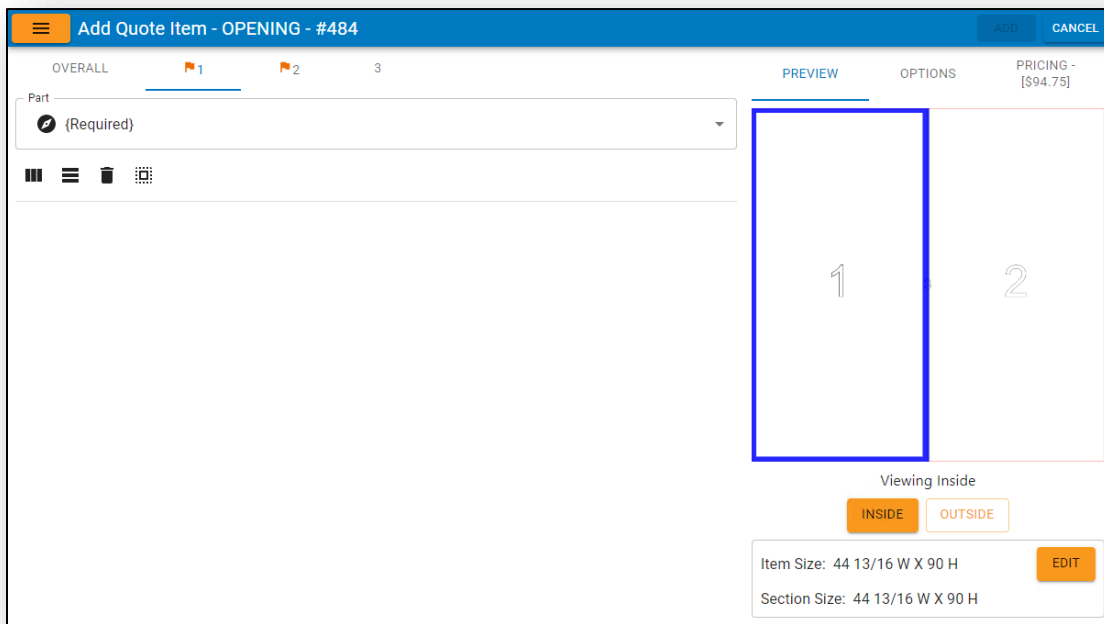 Add Quote Item - OPENING - #484
ADD
CANCEL
OVERALL
1
2
3
PREVIEW
OPTIONS
PRICING - [$94.75]
Part
{Required}
1
3
2
Viewing Inside
INSIDE
OUTSIDE
Item Size: 44 13/16 W X 90 H
EDIT
Section Size: 44 13/16 W X 90 H